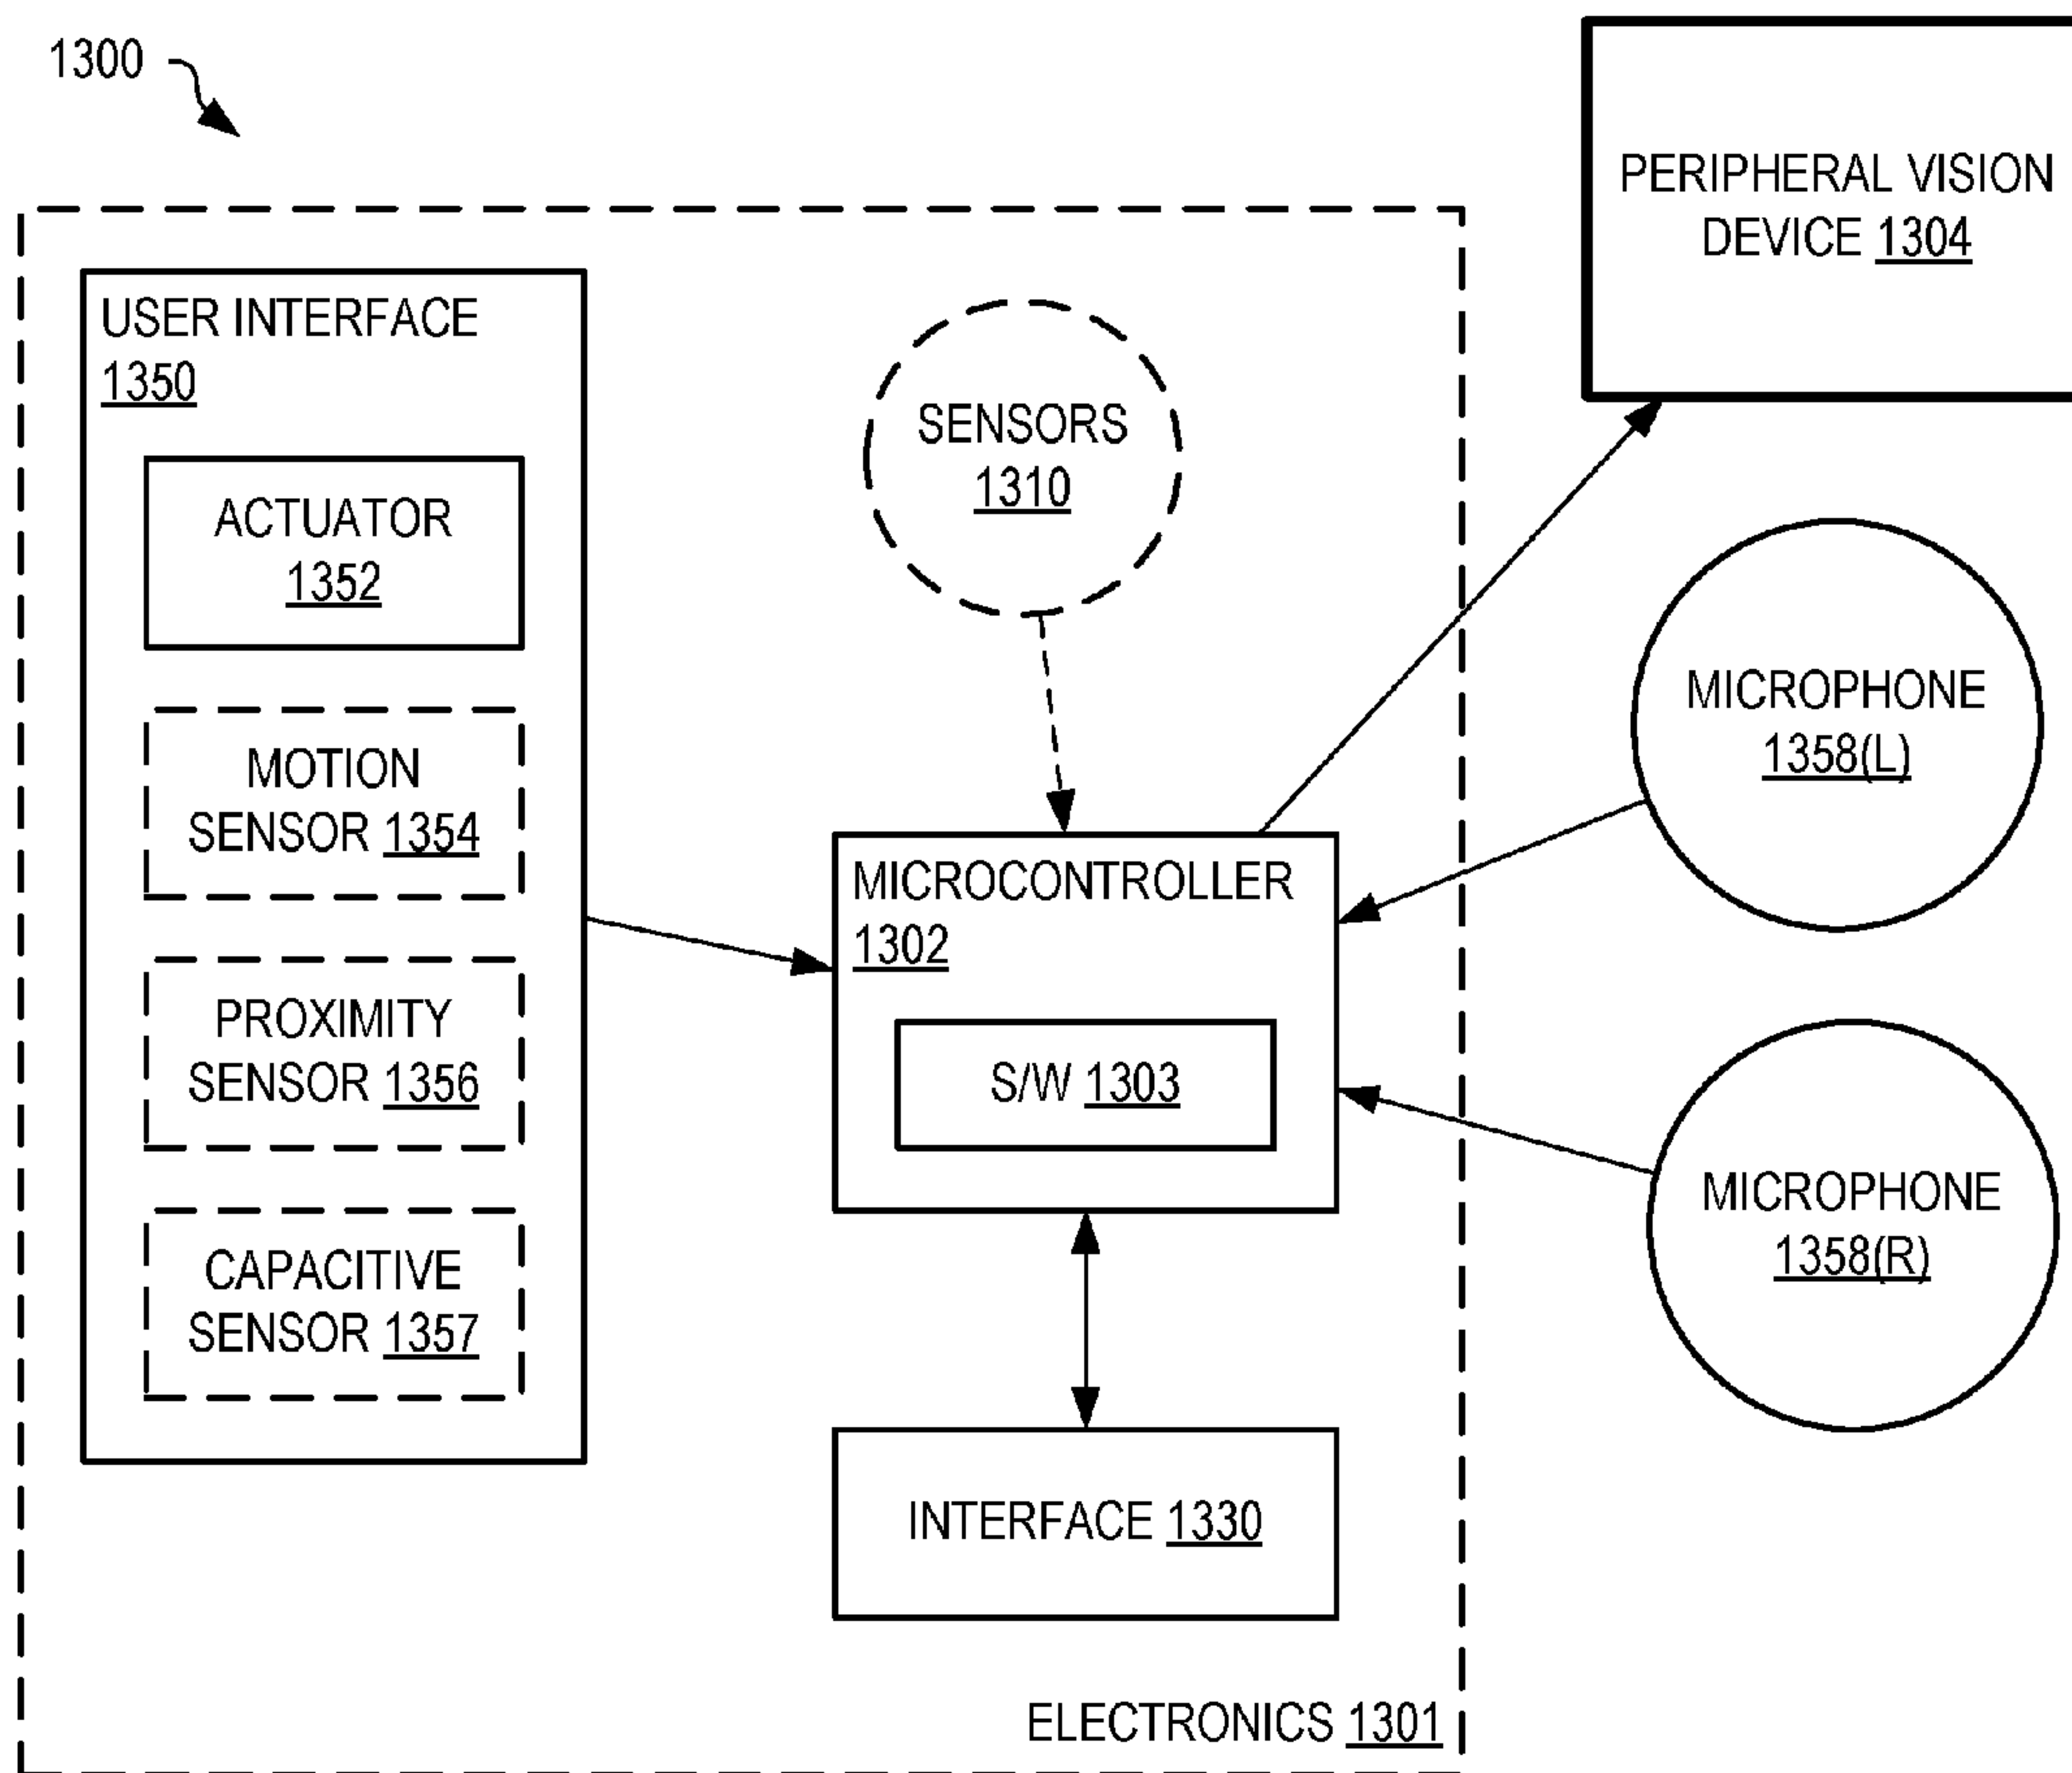 1300
PERIPHERAL VISION
DEVICE 1304
USER INTERFACE
1350
ACTUATOR
1352
MOTION
SENSOR 1354
PROXIMITY
SENSOR 1356
CAPACITIVE
SENSOR 1357
SENSORS
1310
MICROCONTROLLER
1302
S/W 1303
INTERFACE 1330
ELECTRONICS 1301
MICROPHONE
1358(L)
MICROPHONE
1358(R)